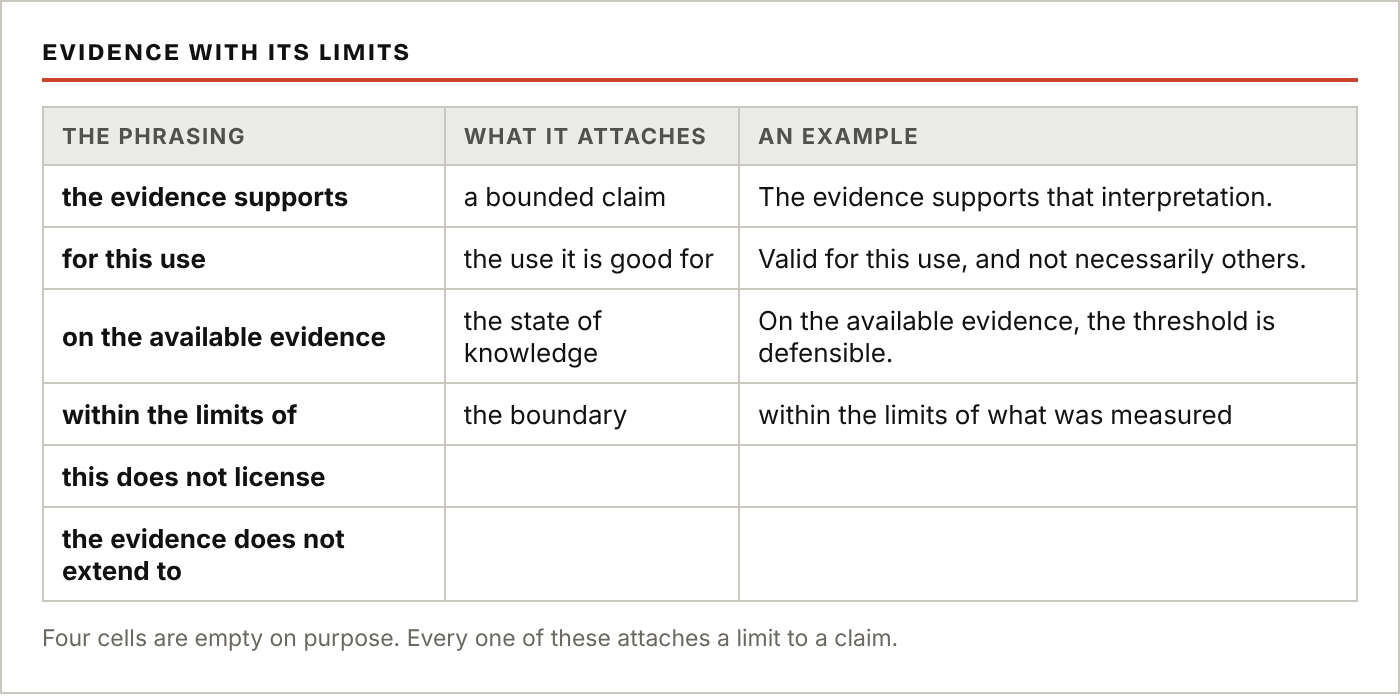 EVIDENCE WITH ITS LIMITS
THE PHRASING WHAT IT ATTACHES AN EXAMPLE
the evidence supports a bounded claim The evidence supports that interpretation.
for this use the use it is good for Valid for this use, and not necessarily others.
on the available evidence
the state of
knowledge
On the available evidence, the threshold is
defensible.
within the limits of the boundary within the limits of what was measured
this does not license
the evidence does not
extend to
Four cells are empty on purpose. Every one of these attaches a limit to a claim.